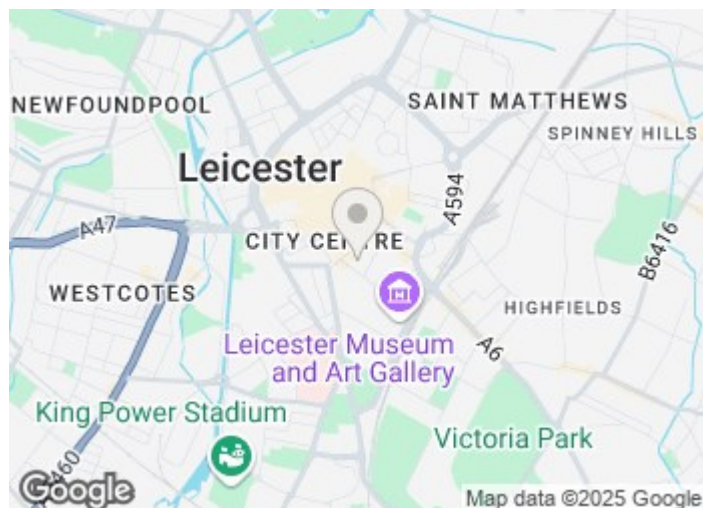 NEWFOUNDPOOL
SAINT MATTHEWS
SPINNEY HILLS
Leicester
A594
A47
CITY CENTRE
B6416
WESTCOTES
HIGHFIELDS
Leicester Museum
and Art Gallery
A6
King Power Stadium
Victoria Park
Google
Map data ©2025 Google